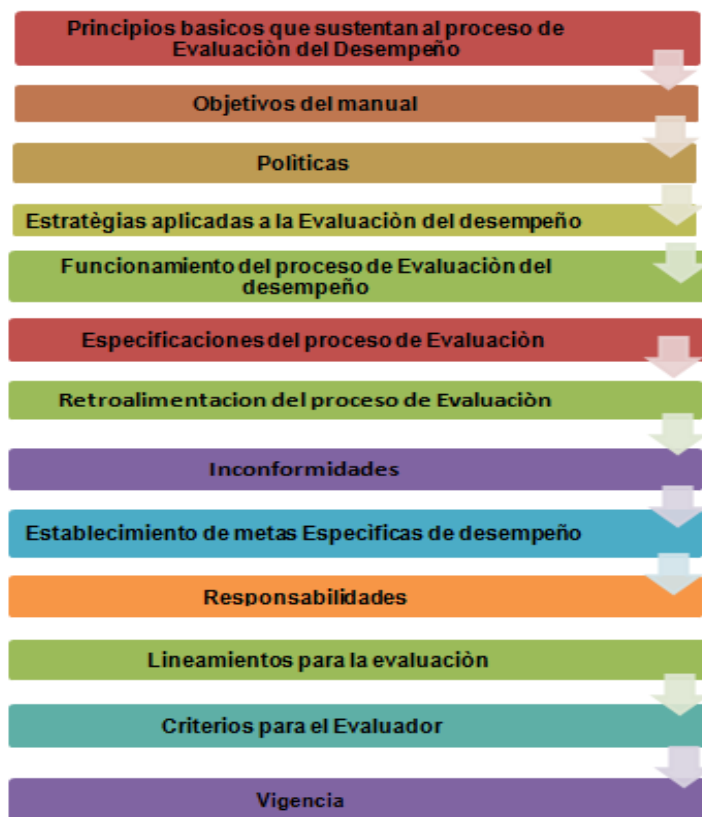 Principios basicos que sustentan al proceso de
Evaluaciòn del Desempeño
Objetivos del manual
Polìticas
Estratègias aplicadas a la Evaluaciòn del desempeño
Funcionamiento del proceso de Evaluaciòn del
desempeño
Especificaciones del proceso de Evaluaciòn
Retroalimentacion del proceso de Evaluaciòn
Inconformidades
Establecimiento de metas Especìficas de desempeño
Responsabilidades
Lineamientos para la evaluaciòn
Criterios para el Evaluador
Vigencia